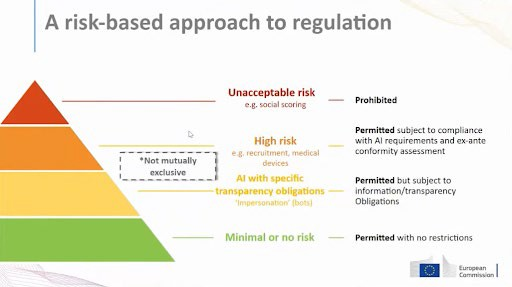 A risk-based approach to regulation
Unacceptable risk
e.g. social scoring
Prohibited
High risk
e.g. recruitment, medical
devices
Permitted subject to compliance
with AI requirements and ex-ante
conformity assessment
*Not mutually
exclusive
AI with specific
transparency obligations
'Impersonation' (bots)
Permitted but subject to
information/transparency
Obligations
Minimal or no risk
Permitted with no restrictions
European
Commission